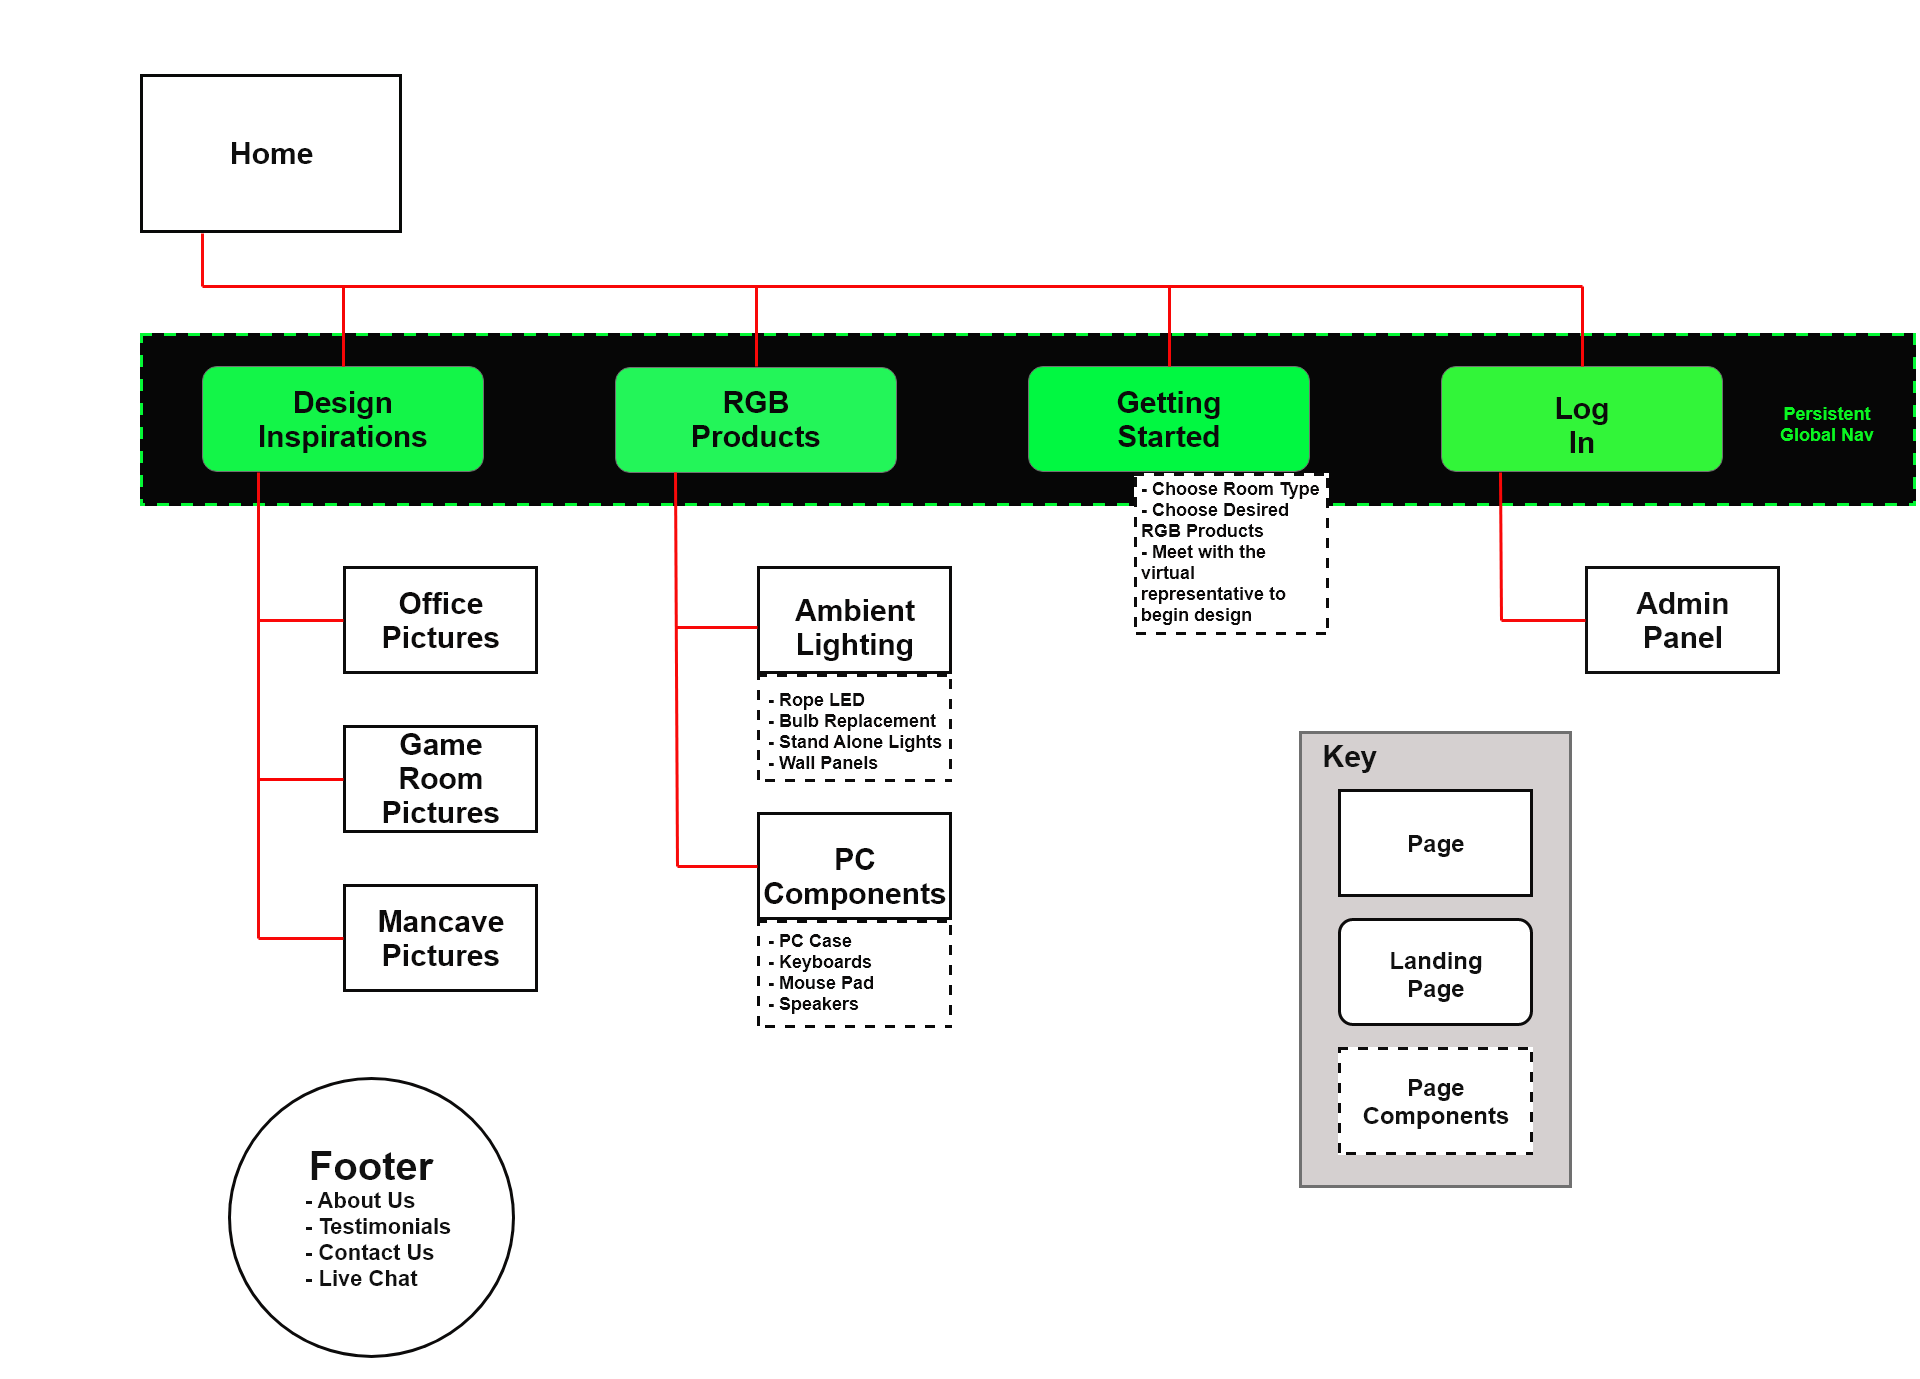 Home
Design
Inspirations
RGB
Products
Getting
Started
Log
In
Persistent
Global Nav
- Choose Room Type
- Choose Desired
RGB Products
- Meet with the
virtual
representative to
begin design
Office
Pictures
Game
Room
Pictures
Mancave
Pictures
Ambient
Lighting
- Rope LED
- Bulb Replacement
- Stand Alone Lights
- Wall Panels
PC
Components
- PC Case
- Keyboards
- Mouse Pad
- Speakers
Admin
Panel
Key
Page
Landing
Page
Page
Components
Footer
- About Us
- Testimonials
- Contact Us
- Live Chat